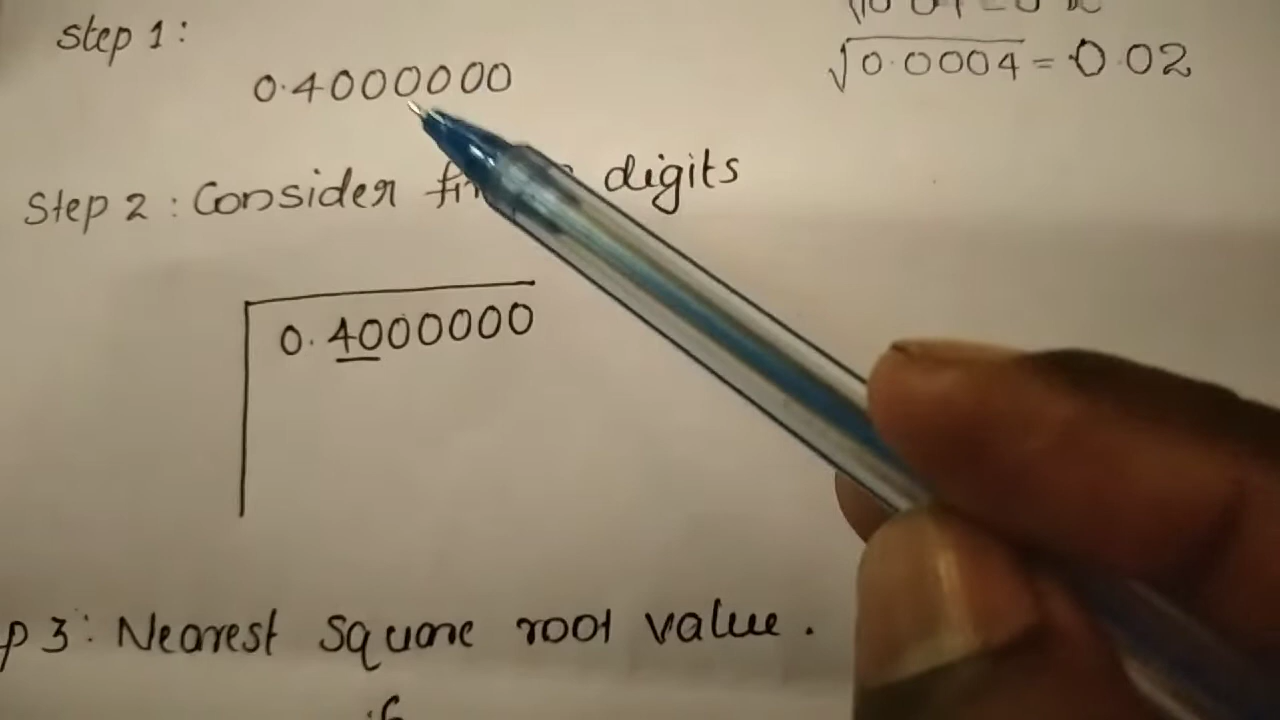 step 1:
0.4000000
√0.0004 = 0.02
Step 2: Consider digits
0.4000000
3: Nearest square root value.